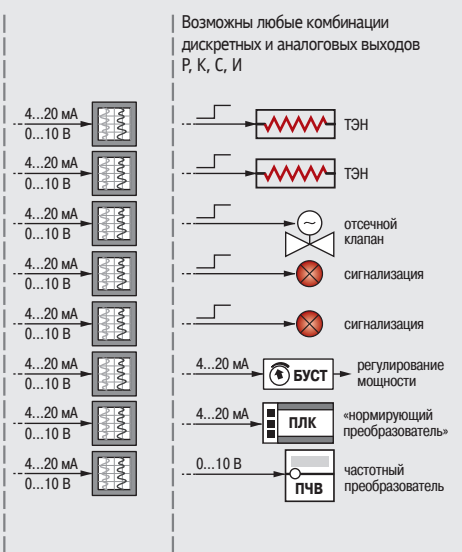 Возможны любые комбинации
дискретных и аналоговых выходов
Р, К, С, И
4...20 мА
0...10 В
ТЭН
4...20 мА
0...10 В
ТЭН
4...20 мА
0...10 В
отсечной
клапан
4...20 мА
0...10 В
сигнализация
4...20 мА
0...10 В
сигнализация
4...20 мА
0...10 В
4...20 мА
БУСТ
регулирование
мощности
4...20 мА
0...10 В
4...20 мА
ПЛК
«нормирующий
преобразователь»
4...20 мА
0...10 В
0...10 В
ПЧВ
частотный
преобразователь